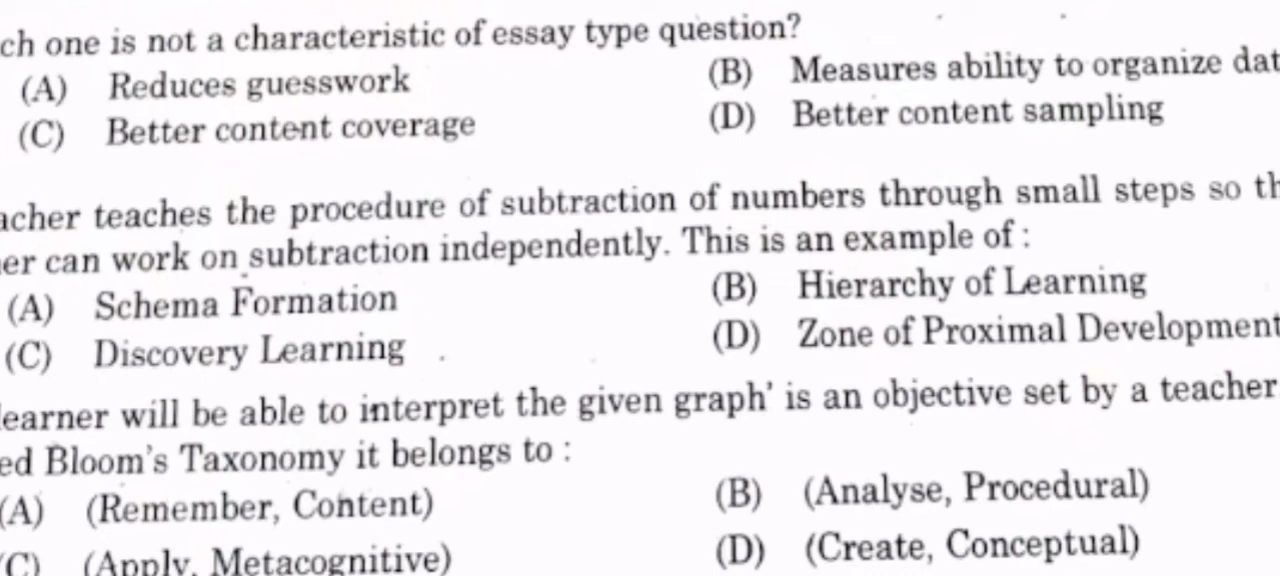 ch one is not a characteristic of essay type question?
(A) Reduces guesswork (B) Measures ability to organize dat
(C) Better content coverage (D) Better content sampling
acher teaches the procedure of subtraction of numbers through small steps so th
er can work on subtraction independently. This is an example of :
(A) Schema Formation (B) Hierarchy of Learning
(C) Discovery Learning (D) Zone of Proximal Development
learner will be able to interpret the given graph' is an objective set by a teacher
ed Bloom's Taxonomy it belongs to :
(A) (Remember, Content) (B) (Analyse, Procedural)
(C) (Apply, Metacognitive) (D) (Create, Conceptual)